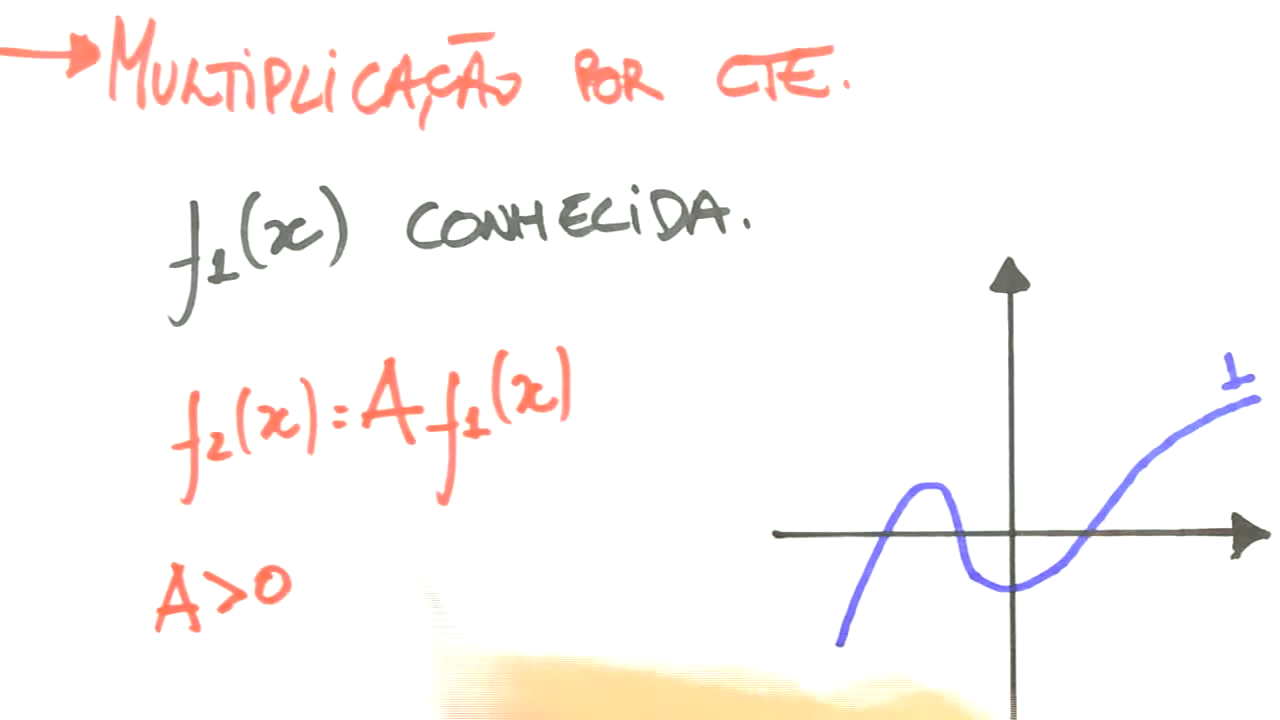 MULTIPLICAÇÃO POR CTE.
f₁(x) CONHECIDA.
f₂(x)=A f₁(x)
A>0
1